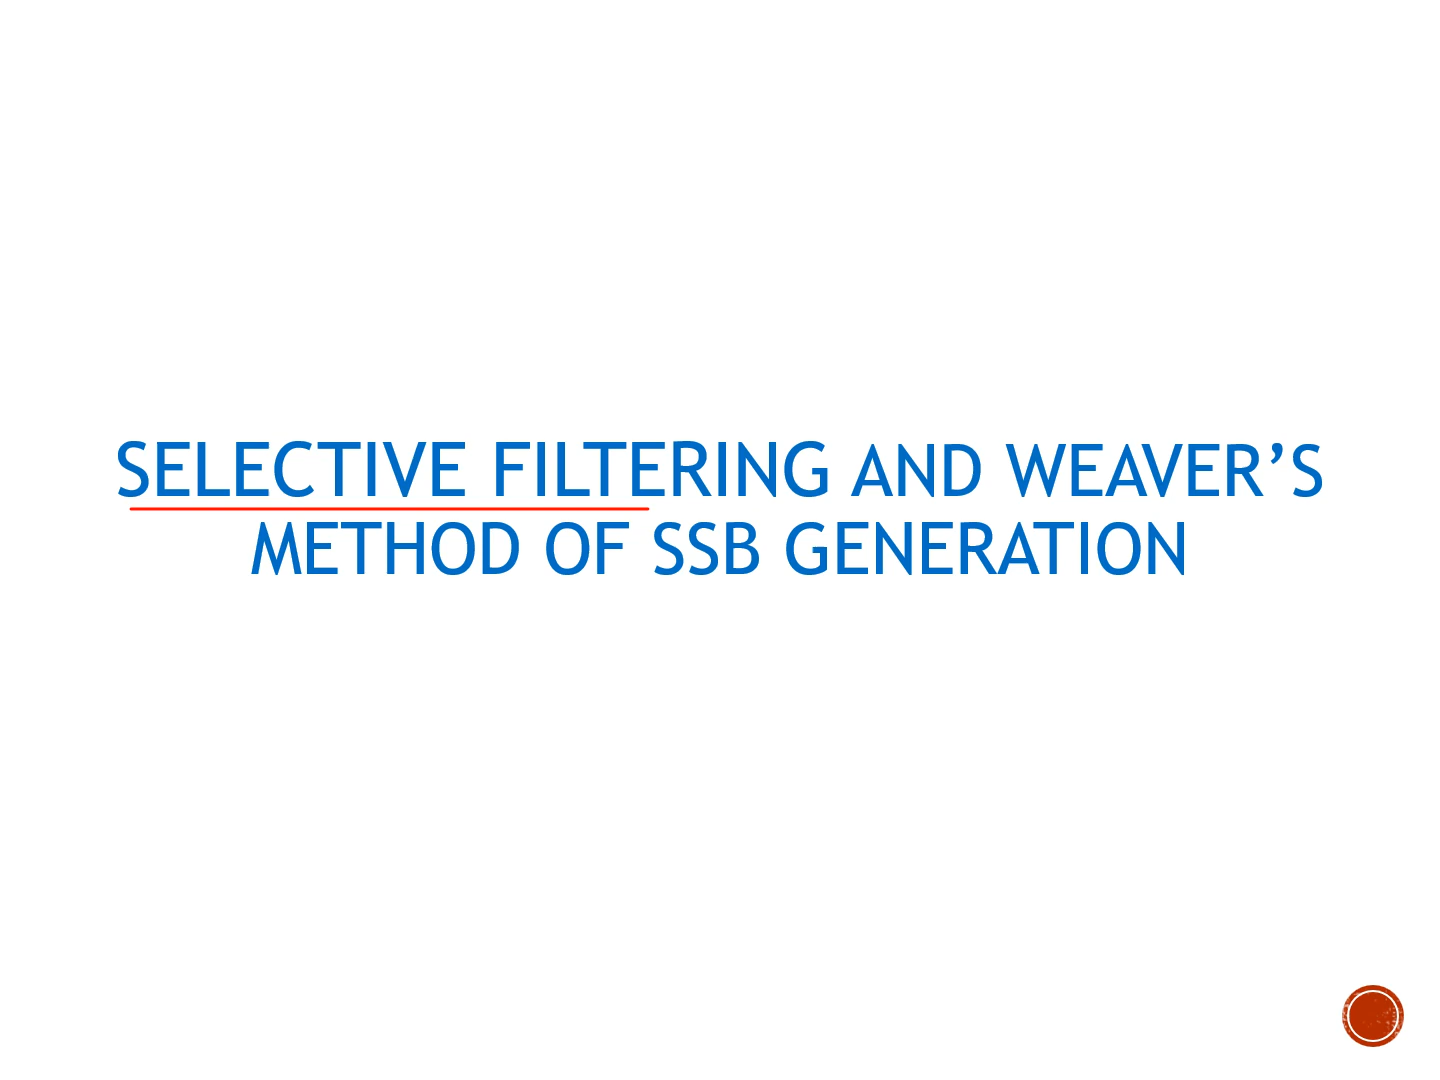 SELECTIVE FILTERING AND WEAVER’S
METHOD OF SSB GENERATION